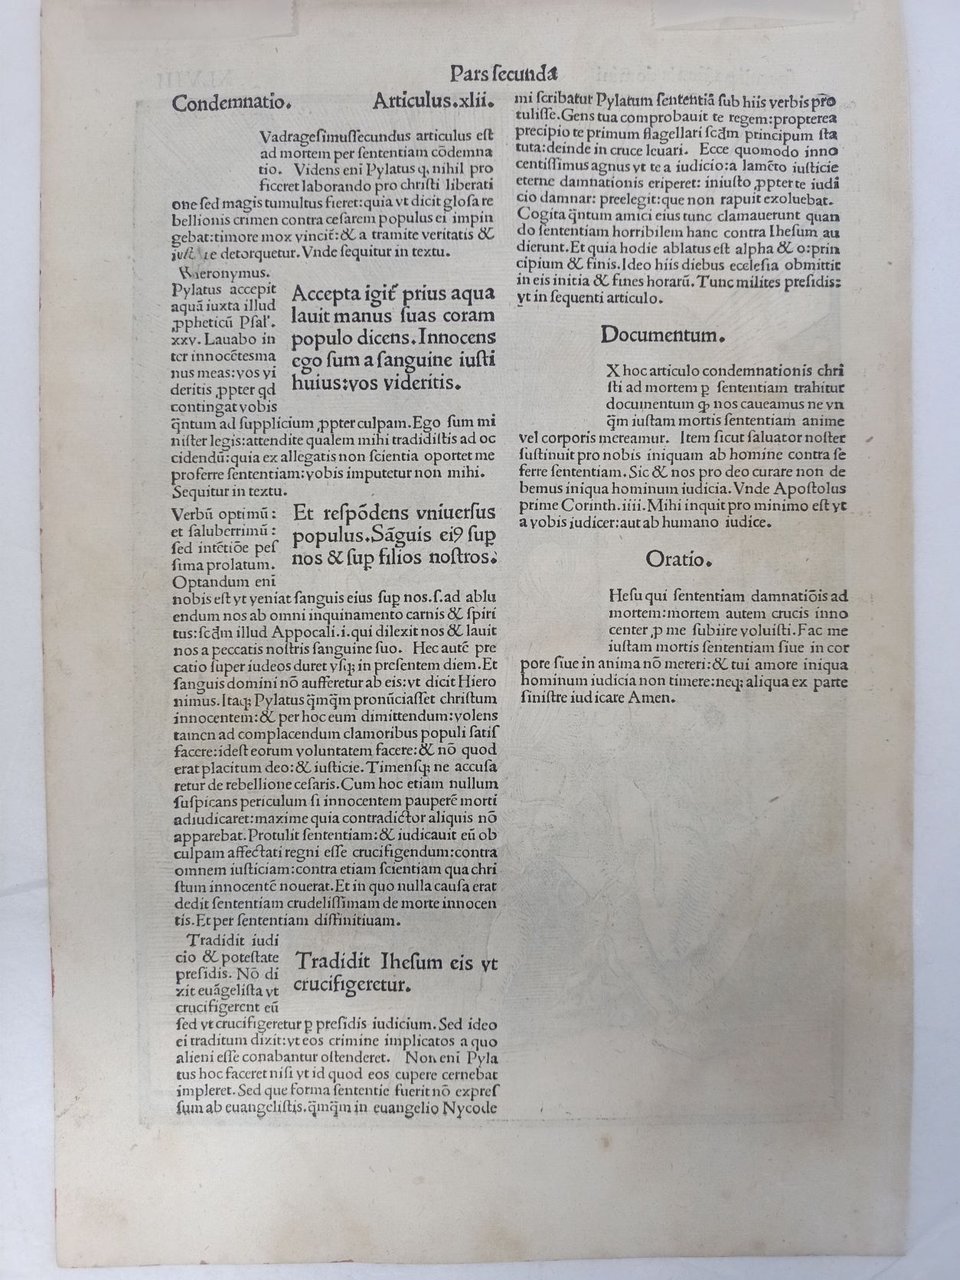 Pars secunda
Condemnatio. Articulus.xlii.
Vadragesimussecundus articulus est
ad mortem per sententiam cōdemna
tio. Videns eni Pylatus ꝙ nihil pro
ficeret laborando pro christi liberati
one sed magis tumultus fieret:quia vt dicit glosa re
bellionis crimen contra cesarem populus ei impin
gebat:timore mox vincit̄:& a tramite veritatis &
detorquetur. Vnde sequitur in textu.
Hieronymus.
Pylatus accepit
aquā iuxta illud
ꝓpheticū Psal'.
xxv. Lauabo in
ter innocētesma
nus meas:vos vi
deritis ꝓpter qd
contingat vobis
Accepta igit̄ prius aqua
lauit manus suas coram
populo dicens.Innocens
ego sum a sanguine iusti
huius:vos videritis.
q̄ntum ad supplicium ꝓpter culpam.Ego sum mi
nister legis:attendite qualem mihi tradidistis ad oc
cidendū:quia ex allegatis non scientia oportet me
proferre sententiam:vobis imputetur non mihi.
Sequitur in textu.
Verbū optimū:
et saluberrimū:
sed intētiōe pes
sima prolatum.
Optandum eni
Et respōdens vniuersus
populus.Sāguis eiꝰ suꝑ
nos & suꝑ filios nostros.
nobis est vt veniat sanguis eius suꝑ nos.s.ad ablu
endum nos ab omni inquinamento carnis & spiri
tus:scd̄m illud Appocali.i.qui dilexit nos & lauit
nos a peccatis nostris sanguine suo. Hec autē pre
catio super iudeos duret vsqꝫ in presentem diem.Et
sanguis domini nō aufferetur ab eis:vt dicit Hiero
nimus.Itaqꝫ Pylatus q̄mq̄m pronūciasset christum
innocentem:& per hoc eum dimittendum:volens
tamen ad complacendum clamoribus populi satis
facere:idest eorum voluntatem facere:& nō quod
erat placitum deo:& iusticie.Timensqꝫ ne accusa
retur de rebellione cesaris.Cum hoc etiam nullum
suspicans periculum si innocentem pauperē morti
adiudicaret:maxime quia contradictor aliquis nō
apparebat.Protulit sententiam:& iudicauit eū ob
culpam affectati regni esse crucifigendum:contra
omnem iusticiam:contra etiam scientiam qua chri
stum innocentē nouerat.Et in quo nulla causa erat
dedit sententiam crudelissimam de morte innocen
tis.Et per sententiam diffinitiuam.
Tradidit iudi
cio & potestate
presidis. Nō di
xit euāgelista vt
crucifigerent eū
Tradidit Ihesum eis vt
crucifigeretur.
sed vt crucifigeretur ꝑ presidis iudicium.Sed ideo
ei traditum dixit:vt eos crimine implicatos a quo
alieni esse conabantur ostenderet. Non eni Pyla
tus hoc faceret nisi vt id quod eos cupere cernebat
impleret.Sed que forma sententie fuerit nō expres
sum ab euangelistis.q̄mq̄m in euangelio Nycode
mi scribatur Pylatum sentētiā sub hiis verbis pro
tulisse.Gens tua comprobauit te regem:propterea
precipio te primum flagellari scd̄m principum sta
tuta:deinde in cruce leuari. Ecce quomodo inno
centissimus agnus vt te a iudicio:a lamēto iusticie
eterne damnationis eriperet: iniusto ꝓpter te iudi
cio damnar: preelegit:que non rapuit exoluebat.
Cogita q̄ntum amici eius tunc clamauerunt quan
do sententiam horribilem hanc contra Ihesum au
dierunt.Et quia hodie ablatus est alpha & o:prin
cipium & finis.Ideo hiis diebus ecclesia obmittit
in eis initia & fines horarū.Tunc milites presidis:
vt in sequenti articulo.
Documentum.
X hoc articulo condemnationis chri
sti ad mortem ꝑ sententiam trahitur
documentum ꝙ nos caueamus ne vn
q̄m iustam mortis sententiam anime
vel corporis mereamur. Item sicut saluator noster
sustinuit pro nobis iniquam ab homine contra se
ferre sententiam.Sic & nos pro deo curare non de
bemus iniqua hominum iudicia.Vnde Apostolus
prime Corinth.iiii.Mihi inquit pro minimo est vt
a vobis iudicer:aut ab humano iudice.
Oratio.
Hesu qui sententiam damnatiōis ad
mortem:mortem autem crucis inno
center ꝓ me subiire voluisti.Fac me
iustam mortis sententiam siue in cor
pore siue in anima nō mereri:& tui amore iniqua
hominum iudicia non timere:neqꝫ aliqua ex parte
sinistre iudicare Amen.